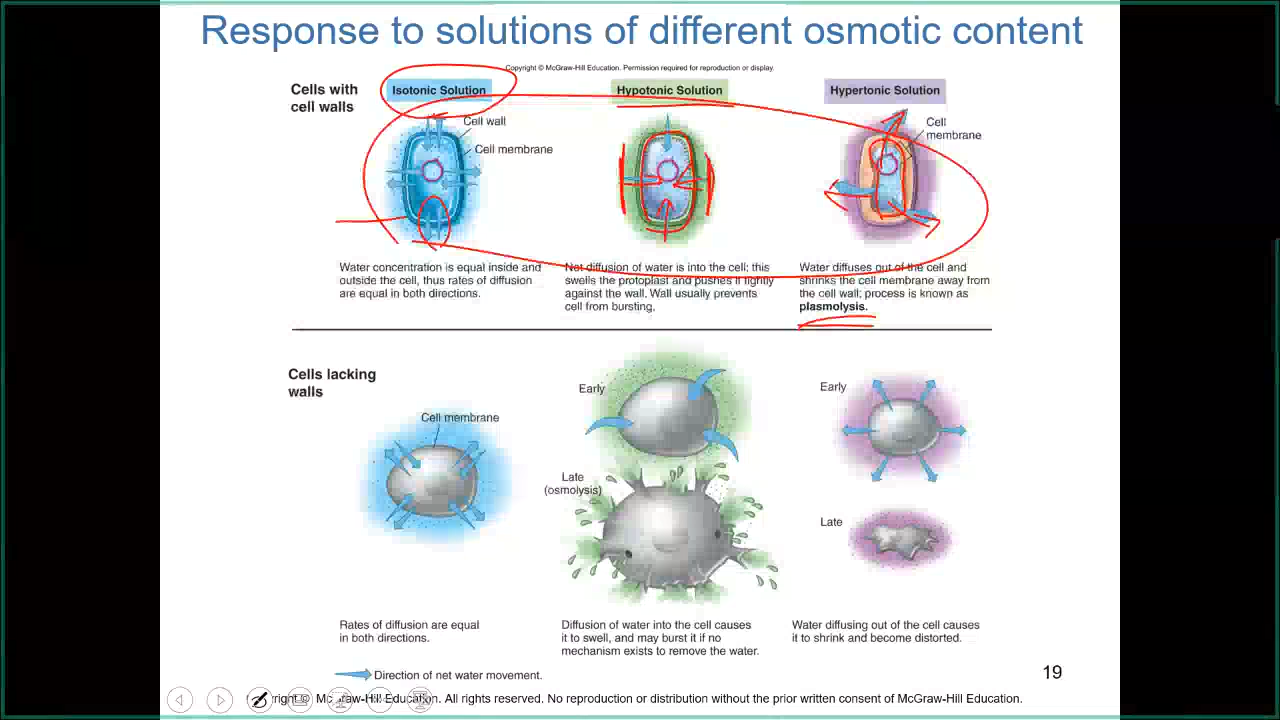 Response to solutions of different osmotic content
Copyright © McGraw-Hill Education. Permission required for reproduction or display.
Cells with
cell walls
Isotonic Solution
Hypotonic Solution
Hypertonic Solution
Cell wall
Cell membrane
Cell
membrane
Water concentration is equal inside and
outside the cell, thus rates of diffusion
are equal in both directions.
Net diffusion of water is into the cell; this
swells the protoplast and pushes it tightly
against the wall. Wall usually prevents
cell from bursting.
Water diffuses out of the cell and
shrinks the cell membrane away from
the cell wall; process is known as
plasmolysis.
Cells lacking
walls
Cell membrane
Early
Late
(osmolysis)
Early
Late
Rates of diffusion are equal
in both directions.
Diffusion of water into the cell causes
it to swell, and may burst it if no
mechanism exists to remove the water.
Water diffusing out of the cell causes
it to shrink and become distorted.
Direction of net water movement.
19
Education. All rights reserved. No reproduction or distribution without the prior written consent of McGraw-Hill Education.